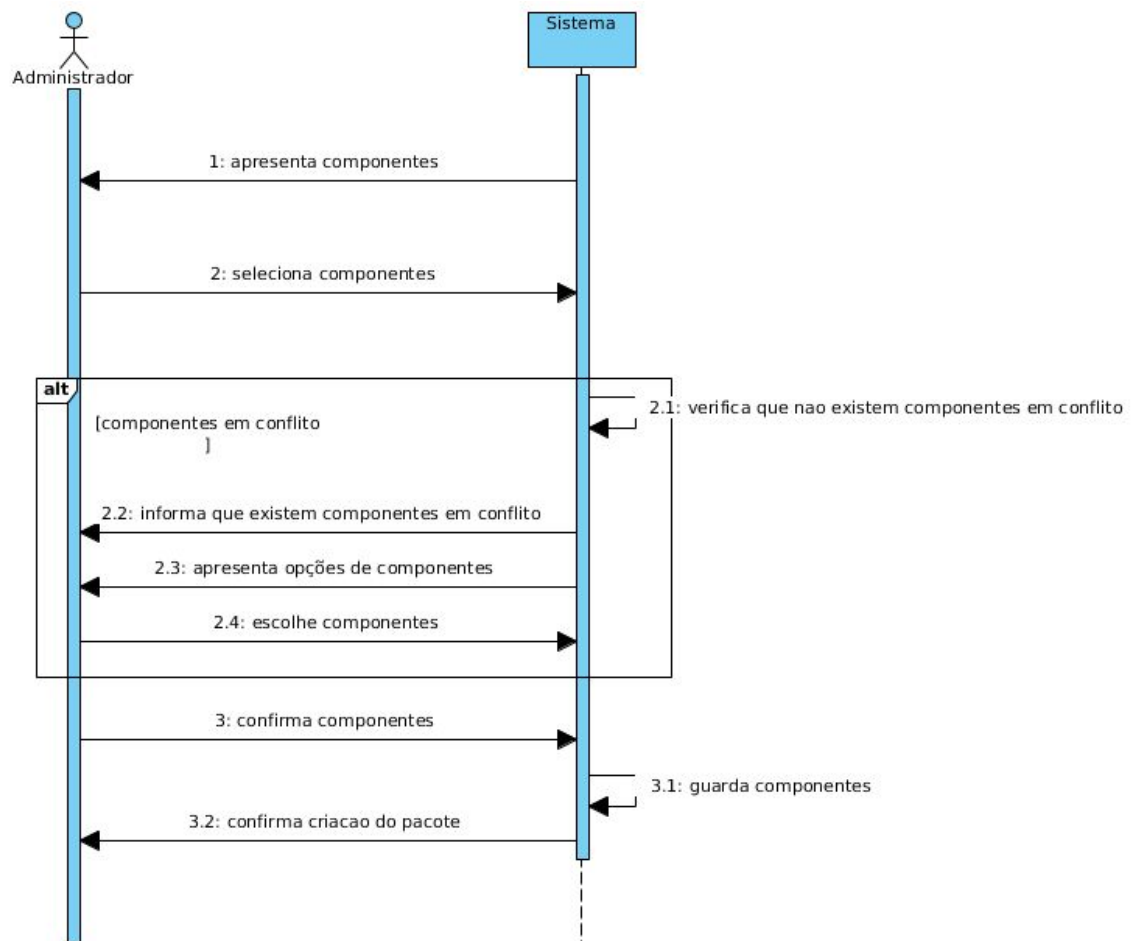 Sistema
Administrador
1: apresenta componentes
2: seleciona componentes
alt
2.1: verifica que nao existem componentes em conflito
[componentes em conflito
]
2.2: informa que existem componentes em conflito
2.3: apresenta opções de componentes
2.4: escolhe componentes
3: confirma componentes
3.1: guarda componentes
3.2: confirma criacao do pacote